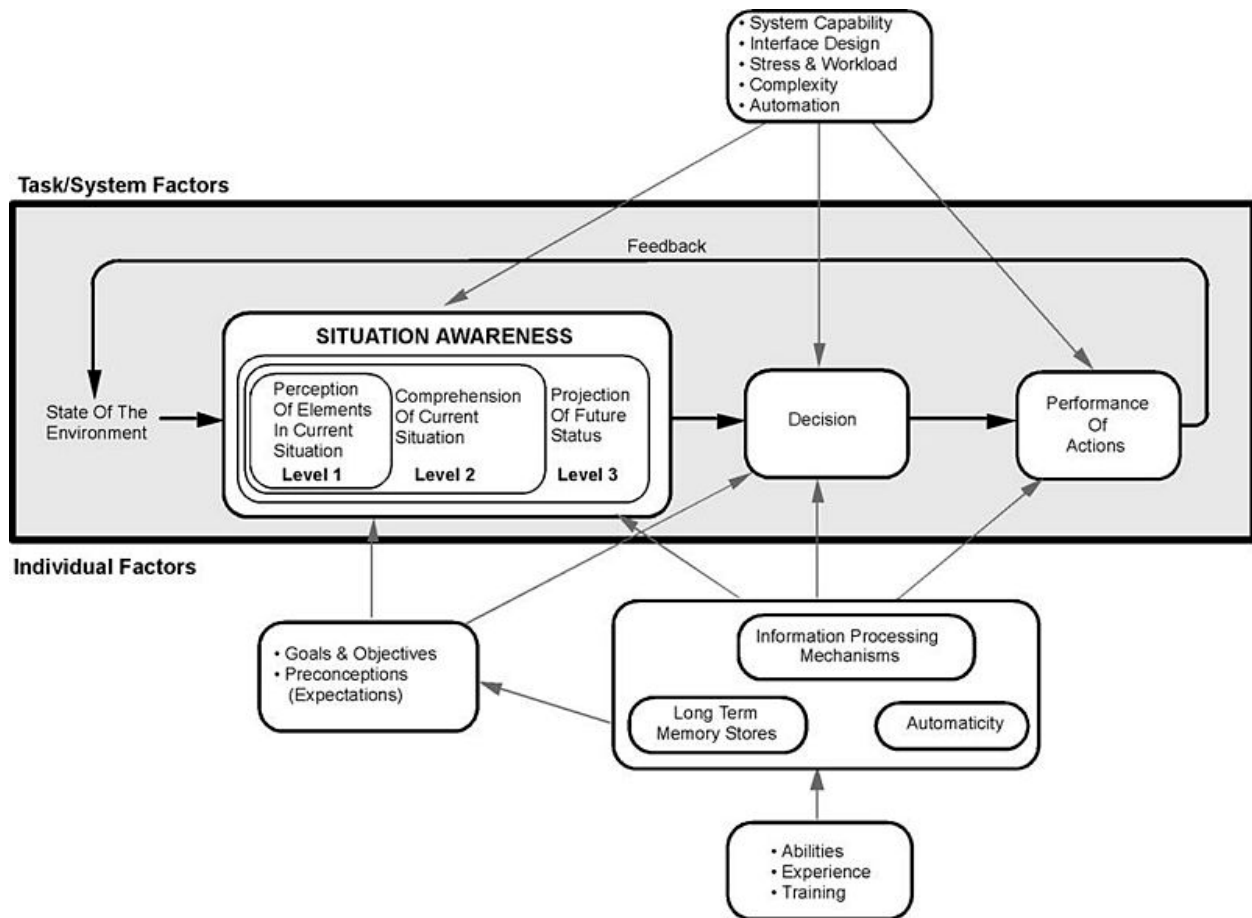 • System Capability
• Interface Design
• Stress & Workload
• Complexity
• Automation
Task/System Factors
Feedback
SITUATION AWARENESS
Perception
Of Elements
In Current
Situation
Level 1
Comprehension
Of Current
Situation
Level 2
Projection
Of Future
Status
Level 3
State Of The
Environment
Decision
Performance
Of
Actions
Individual Factors
• Goals & Objectives
• Preconceptions
(Expectations)
Information Processing
Mechanisms
Long Term
Memory Stores
Automaticity
• Abilities
• Experience
• Training